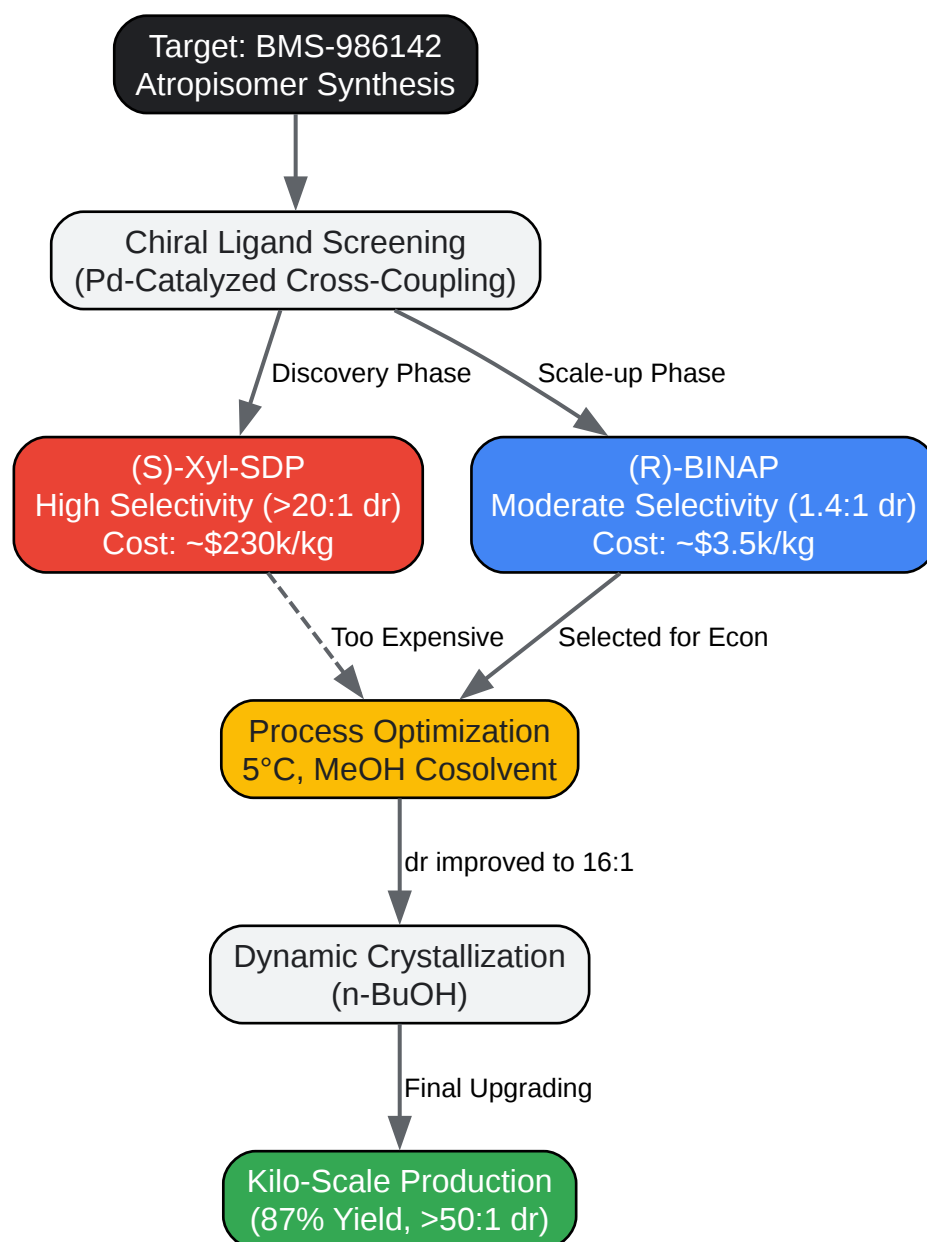 Target: BMS-986142
Atropisomer Synthesis
Chiral Ligand Screening
(Pd-Catalyzed Cross-Coupling)
Discovery Phase
Scale-up Phase
(S)-Xyl-SDP
High Selectivity (>20:1 dr)
Cost: ~$230k/kg
(R)-BINAP
Moderate Selectivity (1.4:1 dr)
Cost: ~$3.5k/kg
Too Expensive
Selected for Econ
Process Optimization
5°C, MeOH Cosolvent
dr improved to 16:1
Dynamic Crystallization
(n-BuOH)
Final Upgrading
Kilo-Scale Production
(87% Yield, >50:1 dr)